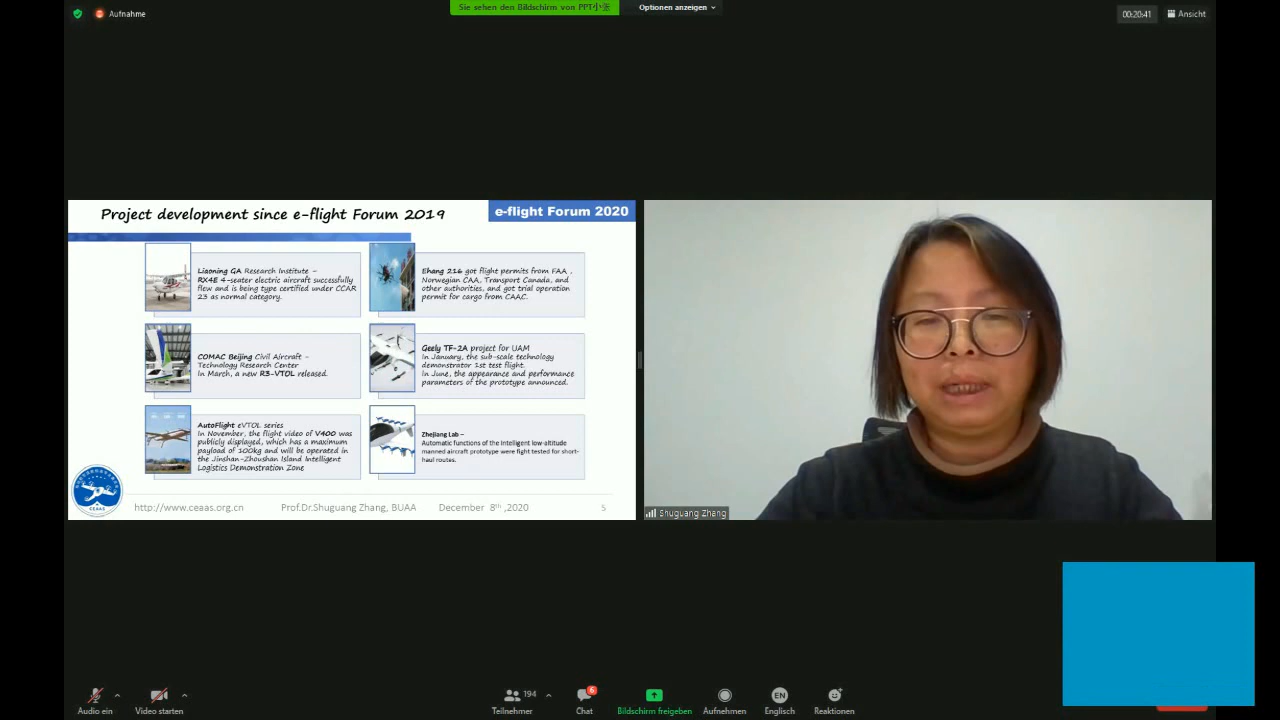 Aufnahme
Sie sehen den Bildschirm von PPT小张
Optionen anzeigen
00:20:41
Ansicht
Project development since e-flight Forum 2019
e-flight Forum 2020
Liaoning GA Research Institute –
RX4E 4-seater electric aircraft successfully
flew and is being type certified under CCAR
23 as normal category.
Ehang 216 got flight permits from FAA ,
Norwegian CAA, Transport Canada, and
other authorities, and got trial operation
permit for cargo from CAAC.
COMAC Beijing Civil Aircraft –
Technology Research Center
In March, a new R3-VTOL released.
Geely TF-2A project for UAM
In January, the sub-scale technology
demonstrator 1st test flight.
In June, the appearance and performance
parameters of the prototype announced.
AutoFlight eVTOL series
In November, the flight video of V400 was
publicly displayed, which has a maximum
payload of 100kg and will be operated in
the Jinshan-Zhoushan Island Intelligent
Logistics Demonstration Zone
Zhejiang Lab –
Automatic functions of the Intelligent low-altitude
manned aircraft prototype were fight tested for short-
haul routes.
CEAAS
http://www.ceaas.org.cn
Prof.Dr.Shuguang Zhang, BUAA
December 8th ,2020
5
Shuguang Zhang
Audio ein
Video starten
194
Teilnehmer
6
Chat
Bildschirm freigeben
Aufnehmen
EN
Englisch
Reaktionen